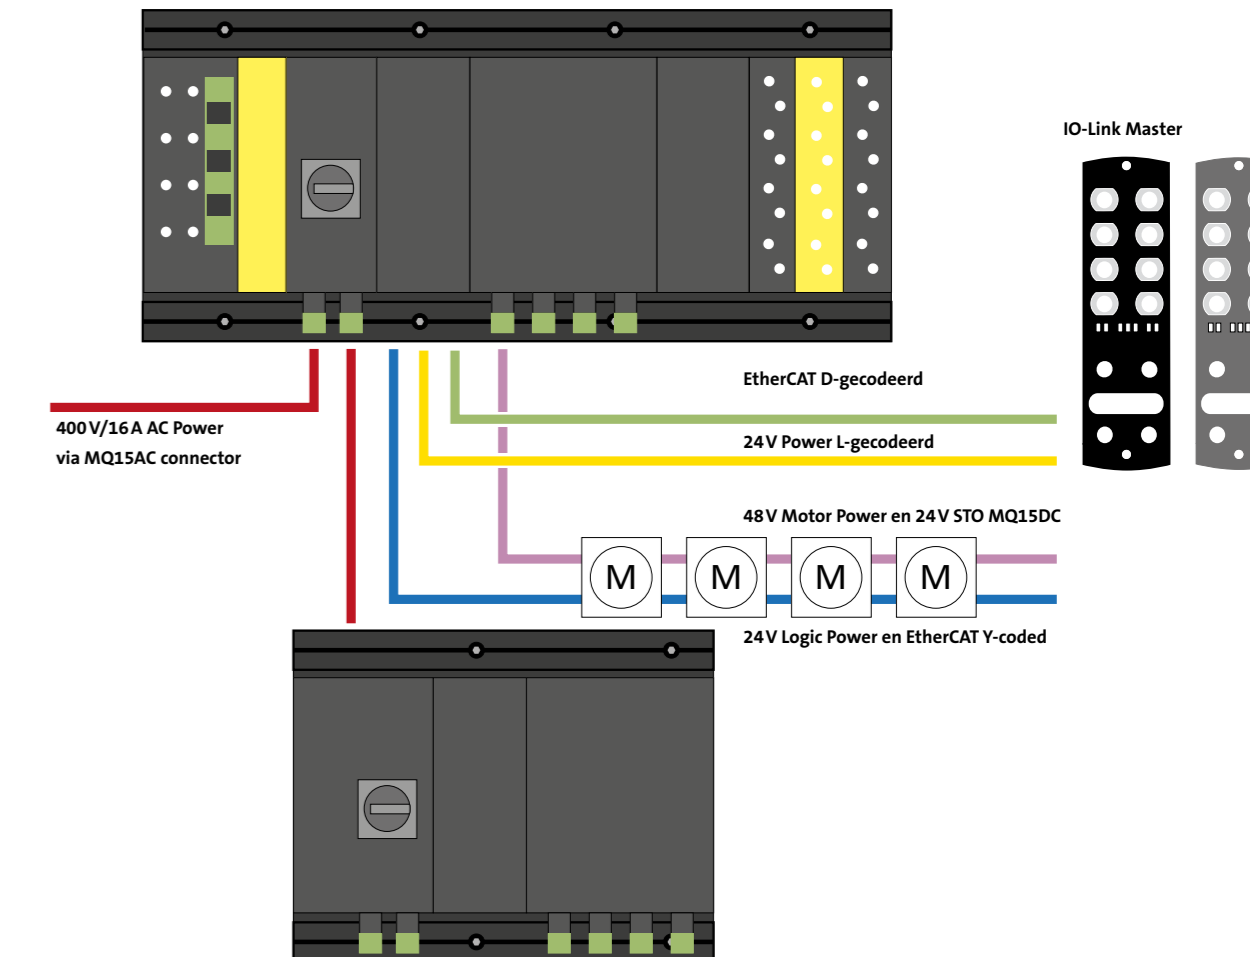 IO-Link Master
EtherCAT D-gecodeerd
400 V/16 A AC Power
via MQ15AC connector
24 V Power L-gecodeerd
48 V Motor Power en 24 V STO MQ15DC
M M M M
24 V Logic Power en EtherCAT Y-coded